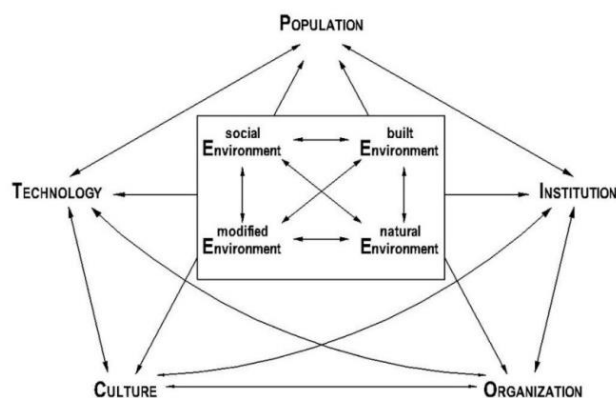 POPULATION
social
Environment
built
Environment
TECHNOLOGY
INSTITUTION
modified
Environment
natural
Environment
CULTURE
ORGANIZATION